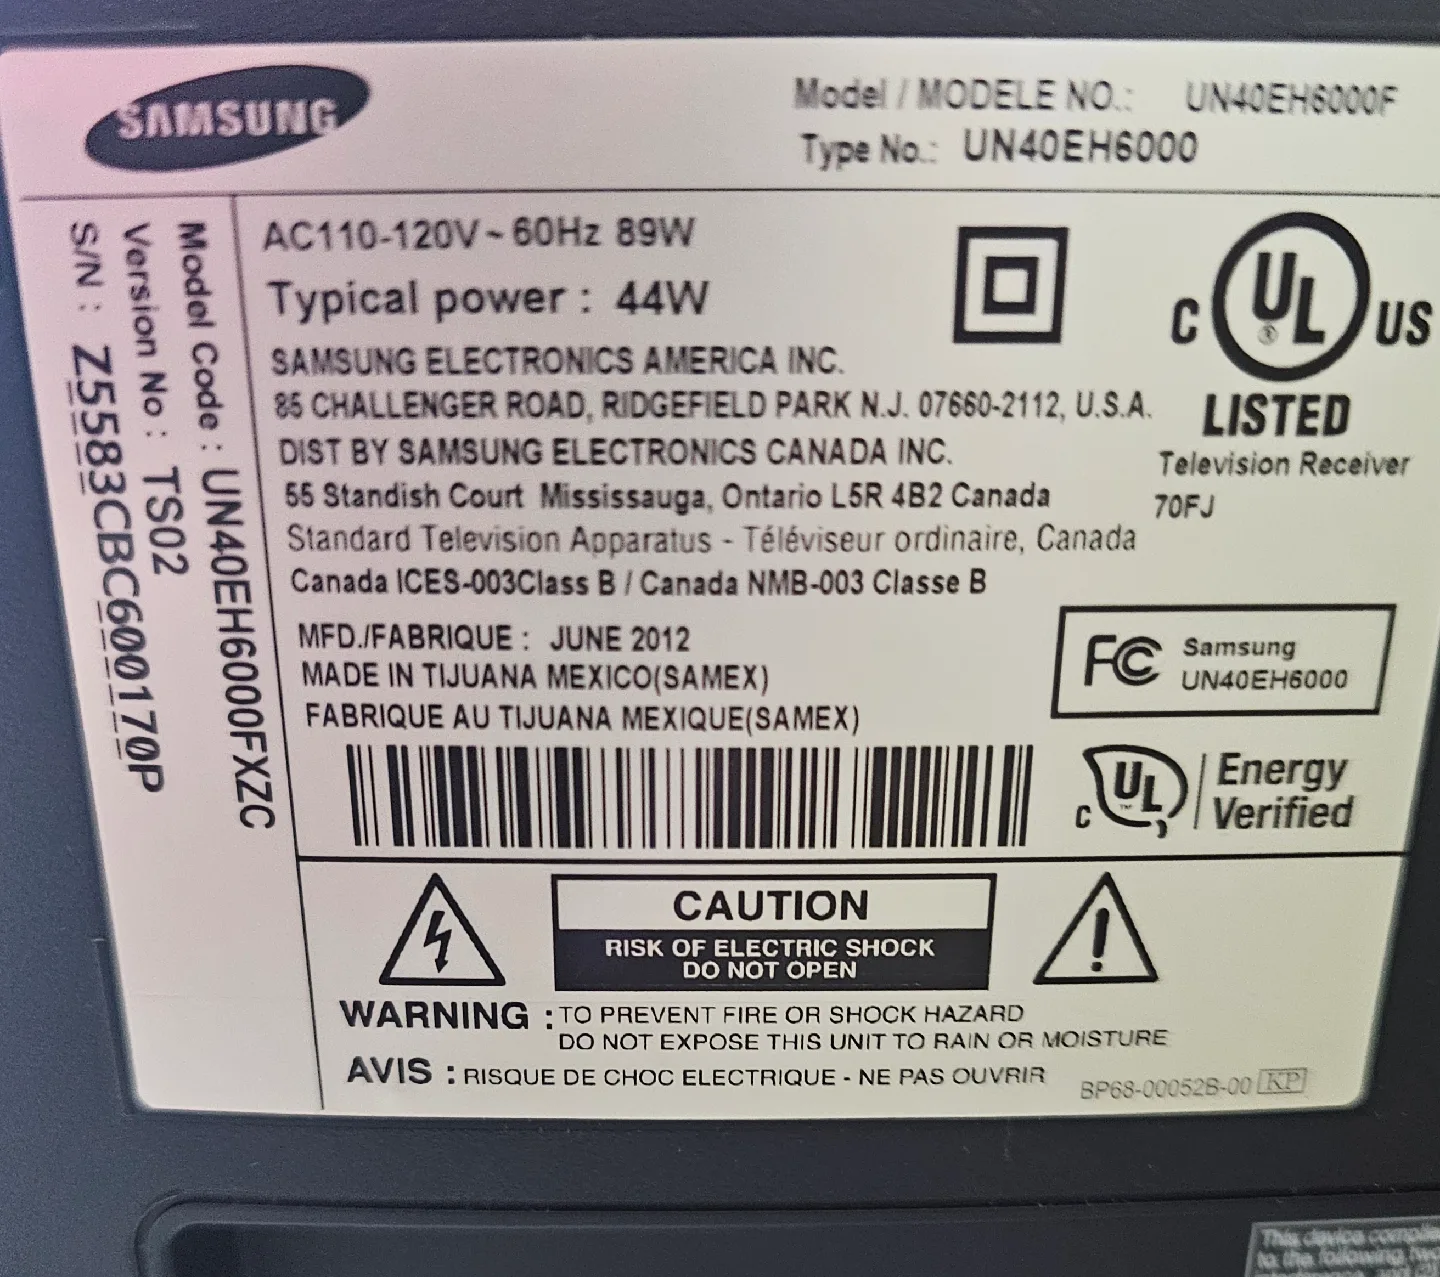 SAMSUNG
Model / MODELE NO.: UN40EH6000F
Type No.: UN40EH6000
Model Code : UN40EH6000FXZC
Version No : TS02
S/N : Z5583CBC600170P
AC110-120V ~ 60Hz 89W
Typical power : 44W
SAMSUNG ELECTRONICS AMERICA INC.
85 CHALLENGER ROAD, RIDGEFIELD PARK N.J. 07660-2112, U.S.A.
DIST BY SAMSUNG ELECTRONICS CANADA INC.
55 Standish Court Mississauga, Ontario L5R 4B2 Canada
Standard Television Apparatus - Téléviseur ordinaire, Canada
Canada ICES-003Class B / Canada NMB-003 Classe B
MFD./FABRIQUE : JUNE 2012
MADE IN TIJUANA MEXICO(SAMEX)
FABRIQUE AU TIJUANA MEXIQUE(SAMEX)
C UL ® US
LISTED
Television Receiver
70FJ
FC Samsung
UN40EH6000
C UL ™ Energy
Verified
CAUTION
RISK OF ELECTRIC SHOCK
DO NOT OPEN
WARNING : TO PREVENT FIRE OR SHOCK HAZARD
DO NOT EXPOSE THIS UNIT TO RAIN OR MOISTURE
AVIS : RISQUE DE CHOC ELECTRIQUE - NE PAS OUVRIR
BP68-00052B-00 KP
This device
to the following